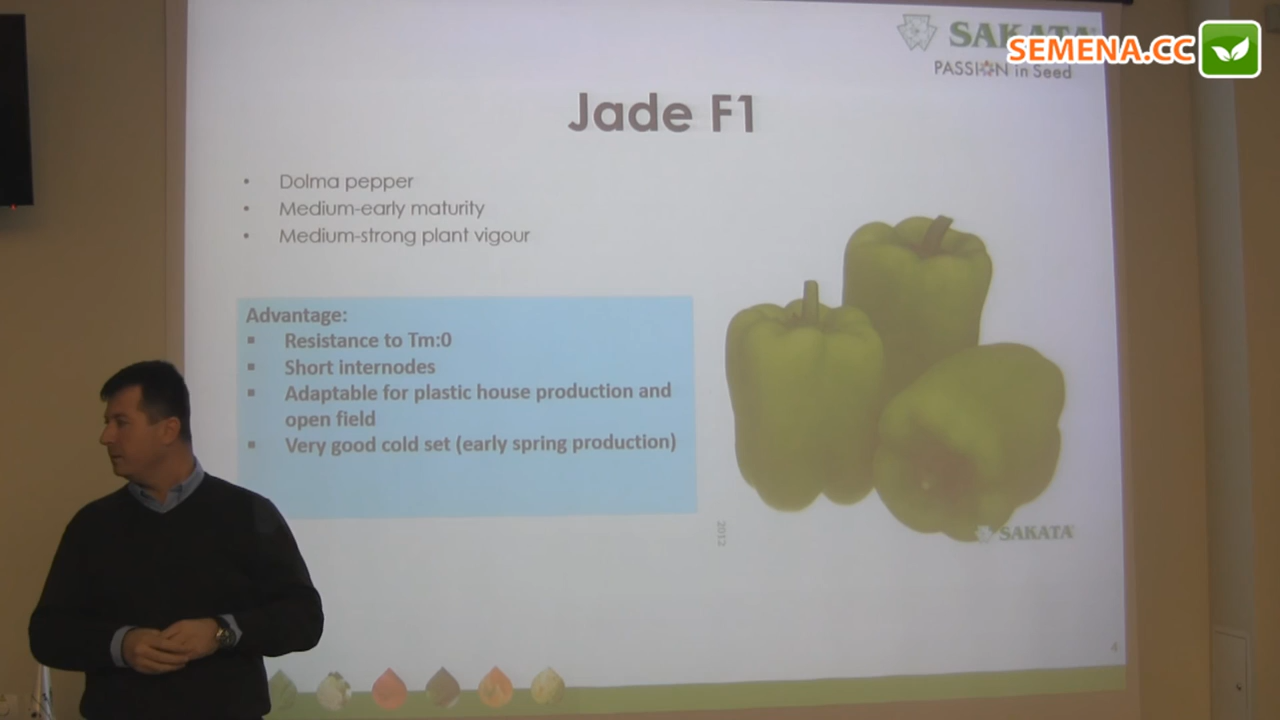 SAKATA
SEMENA.CC
PASSION in Seed
Jade F1
• Dolma pepper
• Medium-early maturity
• Medium-strong plant vigour
Advantage:
▪ Resistance to Tm:0
▪ Short internodes
▪ Adaptable for plastic house production and
open field
▪ Very good cold set (early spring production)
2012
SAKATA
4